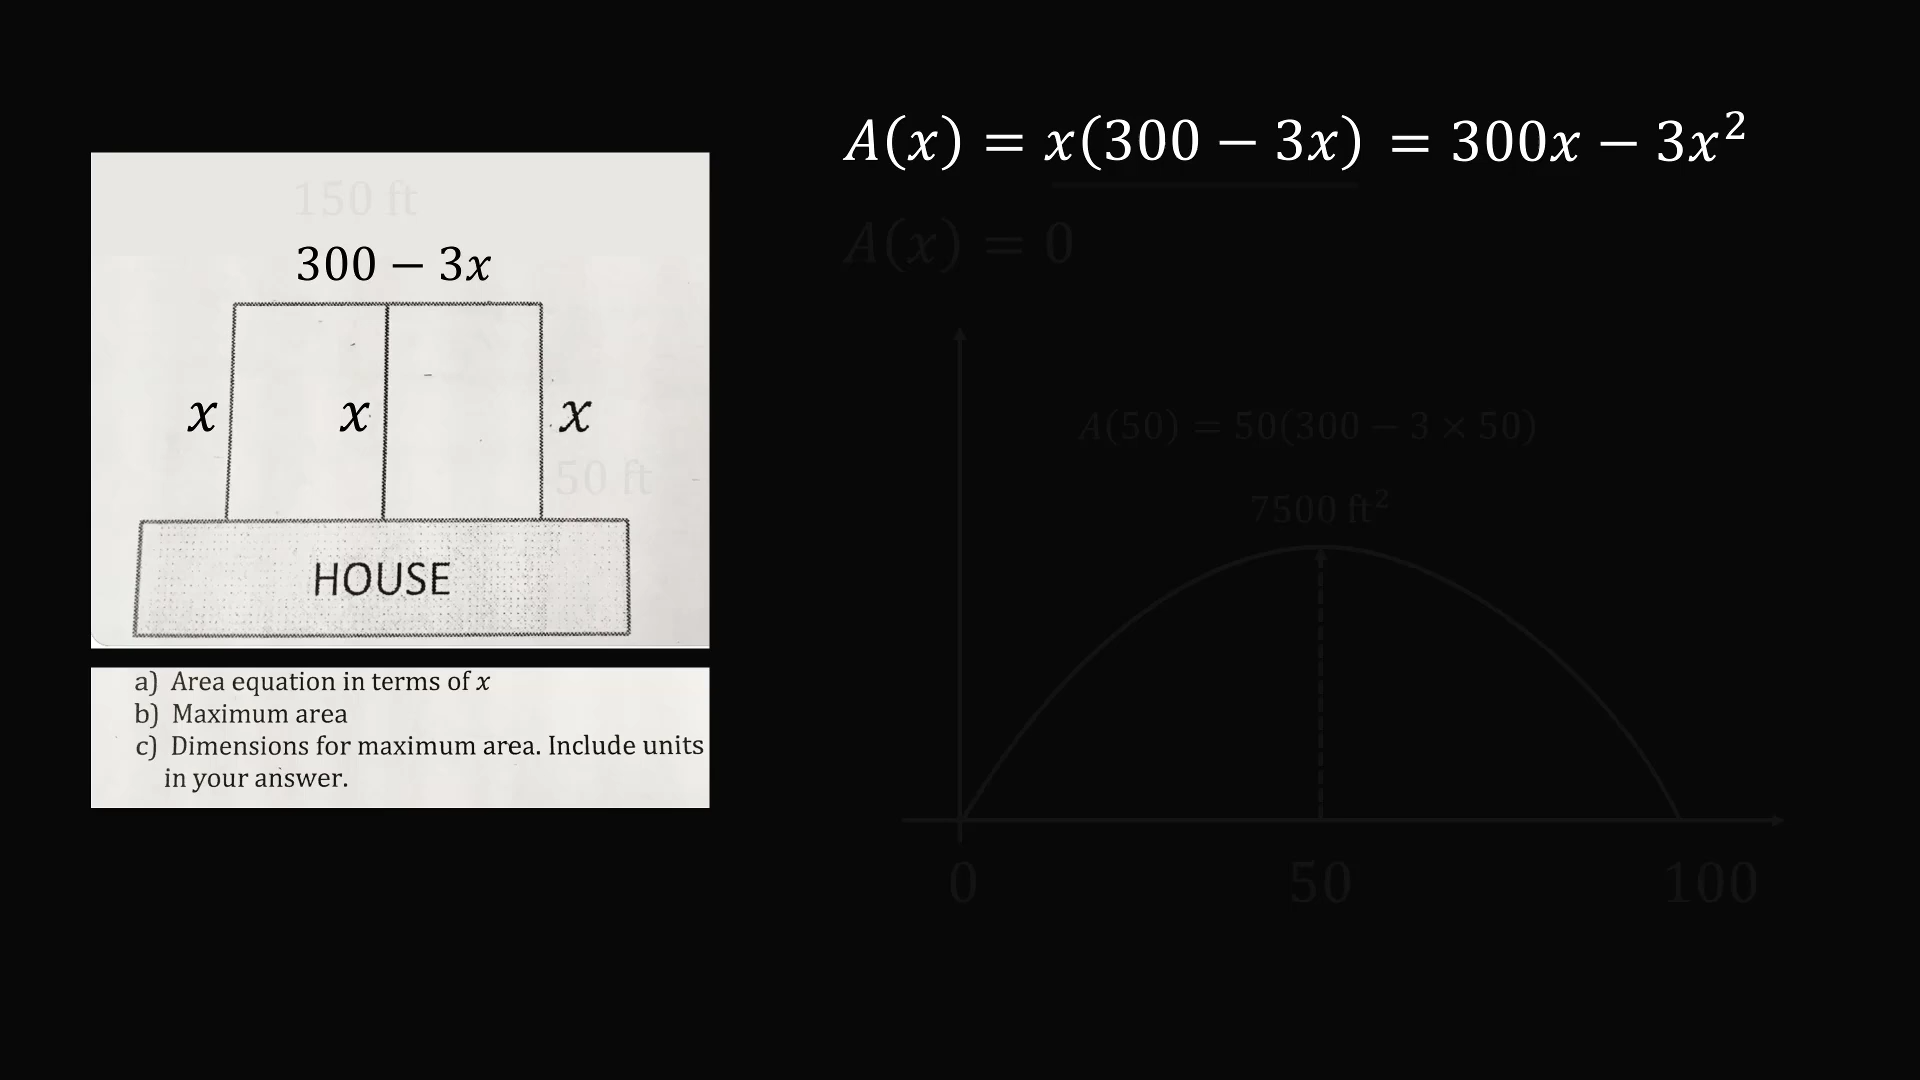 150 ft
300 − 3x
x x x
50 ft
HOUSE
a) Area equation in terms of x
b) Maximum area
c) Dimensions for maximum area. Include units
in your answer.
A(x) = x(300 − 3x) = 300x − 3x²
A(x) = 0
A(50) = 50(300 − 3 × 50)
7500 ft²
0 50 100